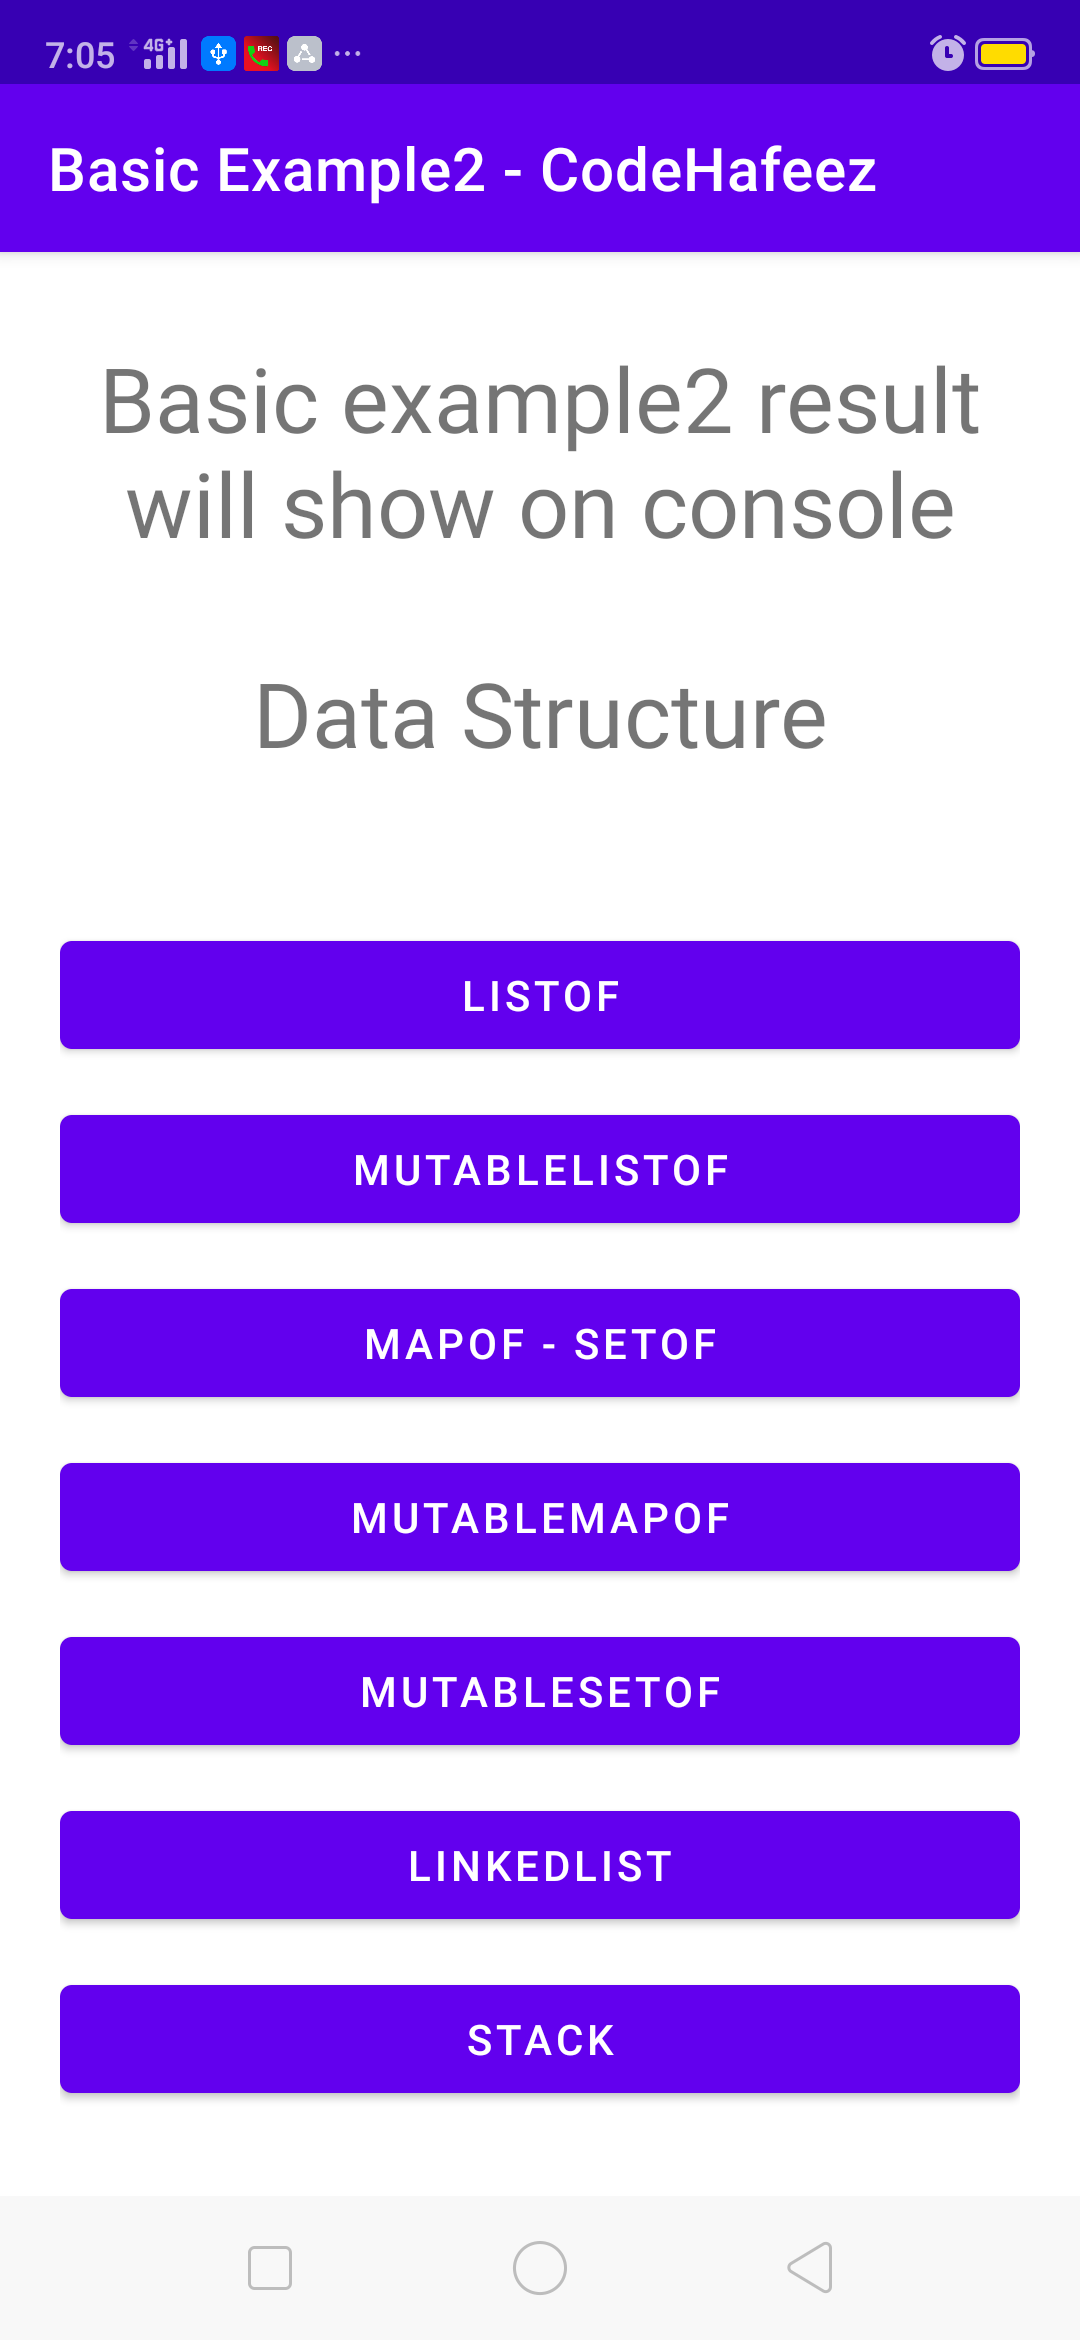 7:05 4G+ REC
Basic Example2 - CodeHafeez
Basic example2 result
will show on console
Data Structure
LISTOF
MUTABLELISTOF
MAPOF - SETOF
MUTABLEMAPOF
MUTABLESETOF
LINKEDLIST
STACK